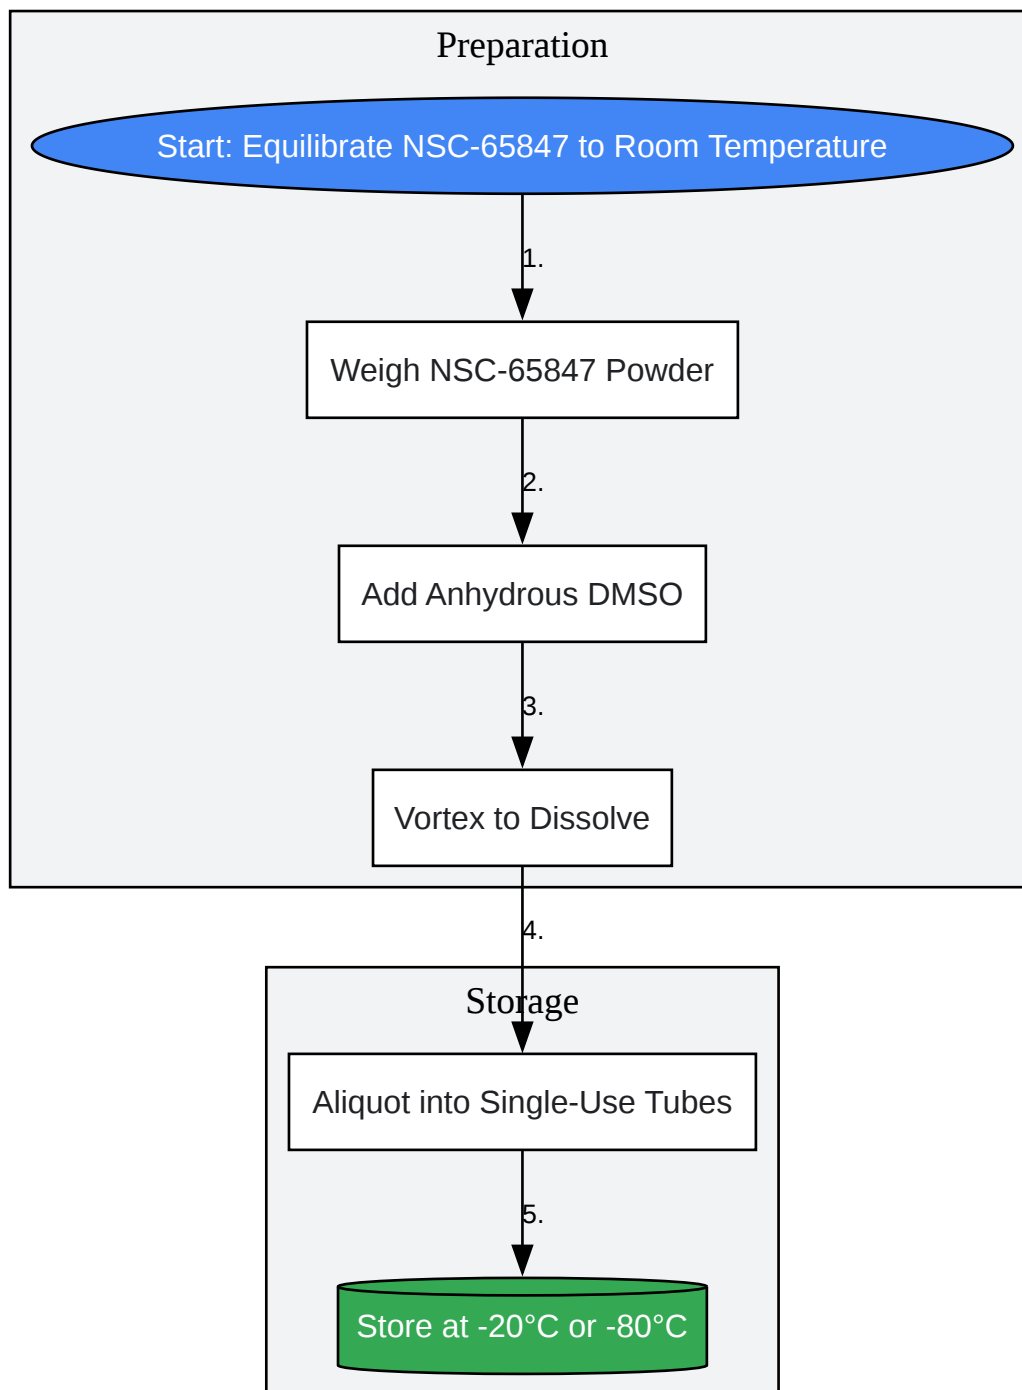 Preparation
Start: Equilibrate NSC-65847 to Room Temperature
1.
Weigh NSC-65847 Powder
2.
Add Anhydrous DMSO
3.
Vortex to Dissolve
4.
Storage
Aliquot into Single-Use Tubes
5.
Store at -20°C or -80°C